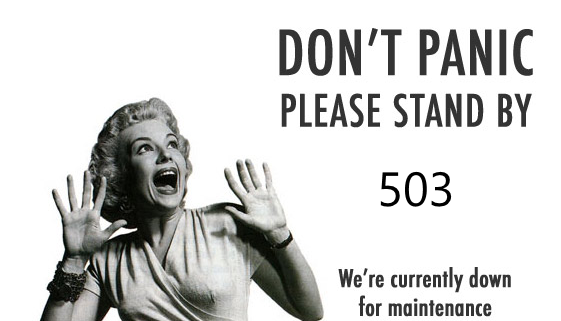 DON'T PANIC
PLEASE STAND BY
503
We're currently down
for maintenance